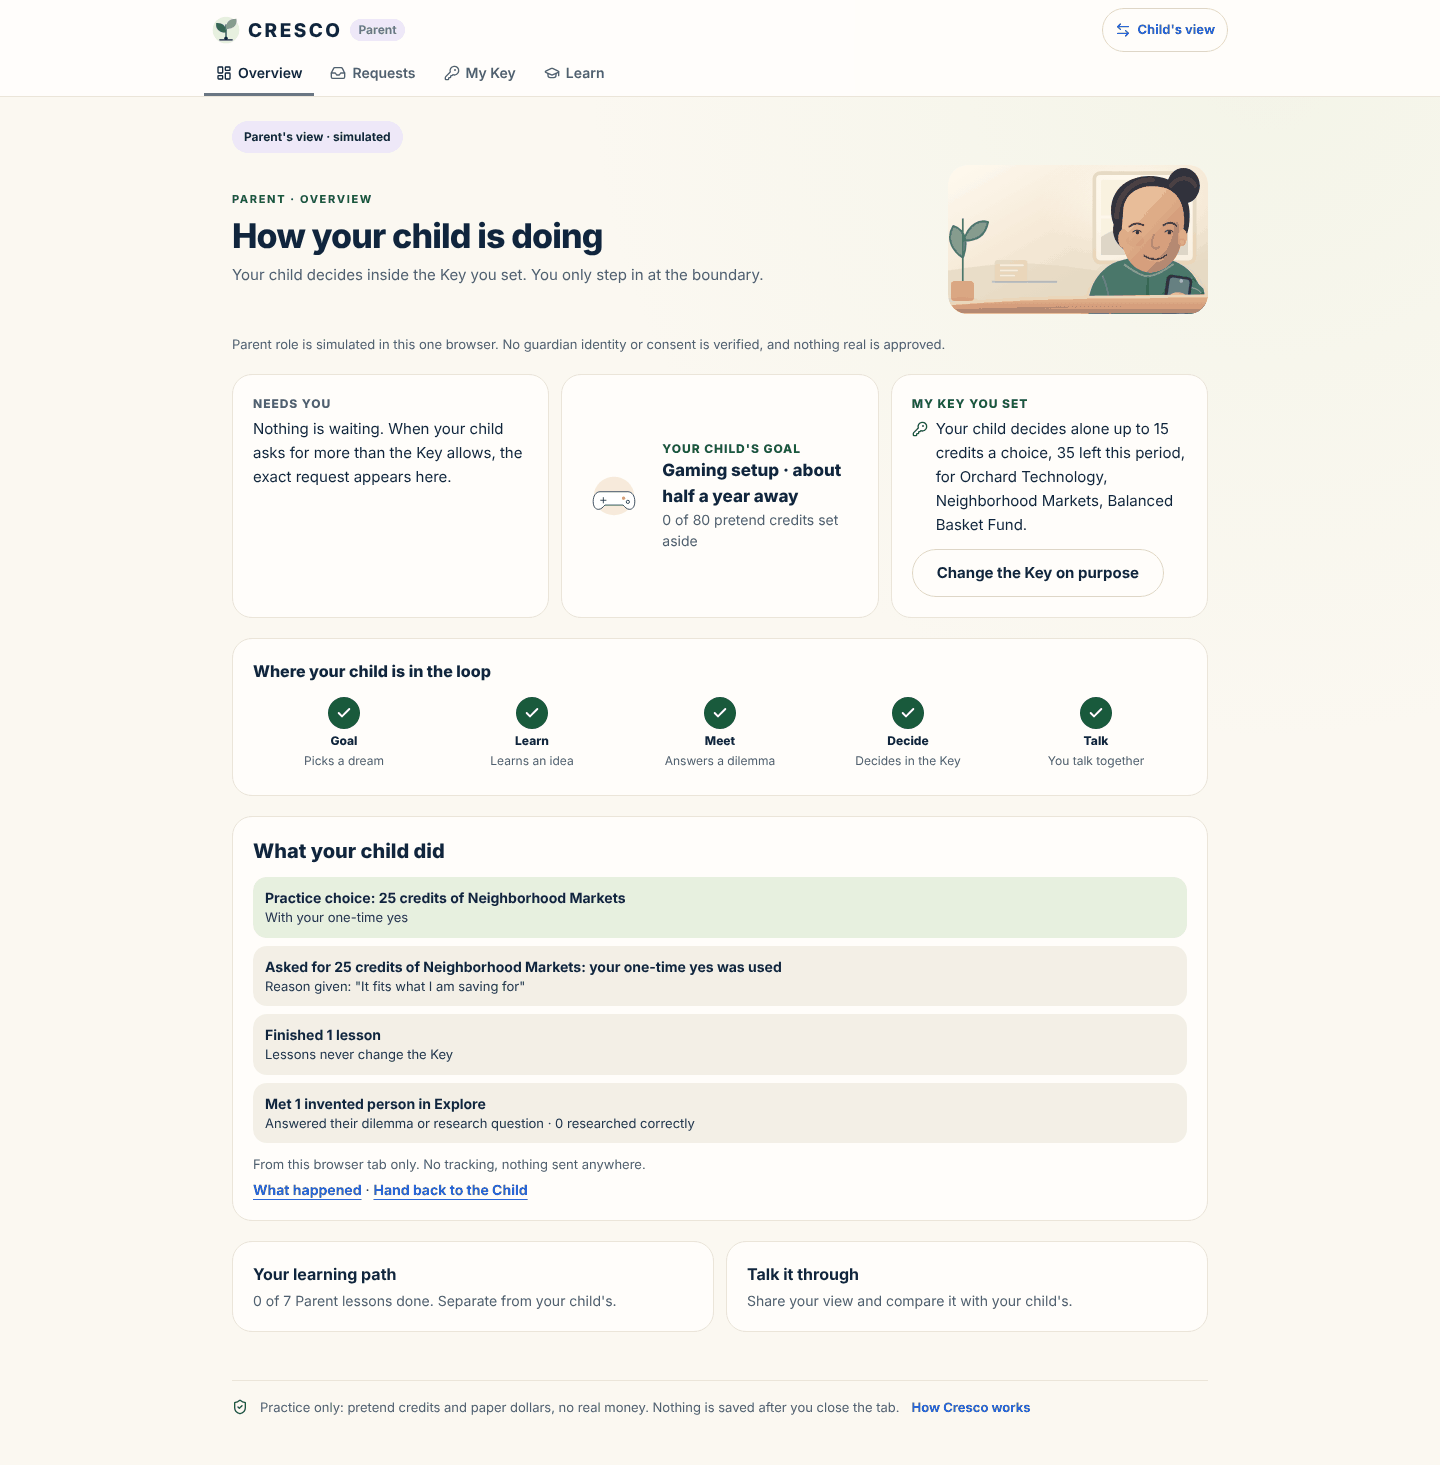 CRESCO
Parent
Child's view
Overview
Requests
My Key
Learn
Parent's view · simulated
PARENT · OVERVIEW
How your child is doing
Your child decides inside the Key you set. You only step in at the boundary.
Parent role is simulated in this one browser. No guardian identity or consent is verified, and nothing real is approved.
NEEDS YOU
Nothing is waiting. When your child
asks for more than the Key allows, the
exact request appears here.
YOUR CHILD'S GOAL
Gaming setup · about
half a year away
0 of 80 pretend credits set
aside
MY KEY YOU SET
Your child decides alone up to 15
credits a choice, 35 left this period,
for Orchard Technology,
Neighborhood Markets, Balanced
Basket Fund.
Change the Key on purpose
Where your child is in the loop
Goal
Picks a dream
Learn
Learns an idea
Meet
Answers a dilemma
Decide
Decides in the Key
Talk
You talk together
What your child did
Practice choice: 25 credits of Neighborhood Markets
With your one-time yes
Asked for 25 credits of Neighborhood Markets: your one-time yes was used
Reason given: "It fits what I am saving for"
Finished 1 lesson
Lessons never change the Key
Met 1 invented person in Explore
Answered their dilemma or research question · 0 researched correctly
From this browser tab only. No tracking, nothing sent anywhere.
What happened · Hand back to the Child
Your learning path
0 of 7 Parent lessons done. Separate from your child's.
Talk it through
Share your view and compare it with your child's.
Practice only: pretend credits and paper dollars, no real money. Nothing is saved after you close the tab. How Cresco works